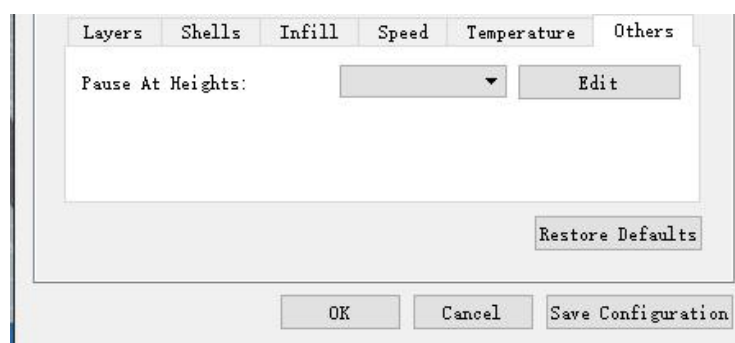 Layers Shells Infill Speed Temperature Others
Pause At Heights: Edit
Restore Defaults
OK Cancel Save Configuration